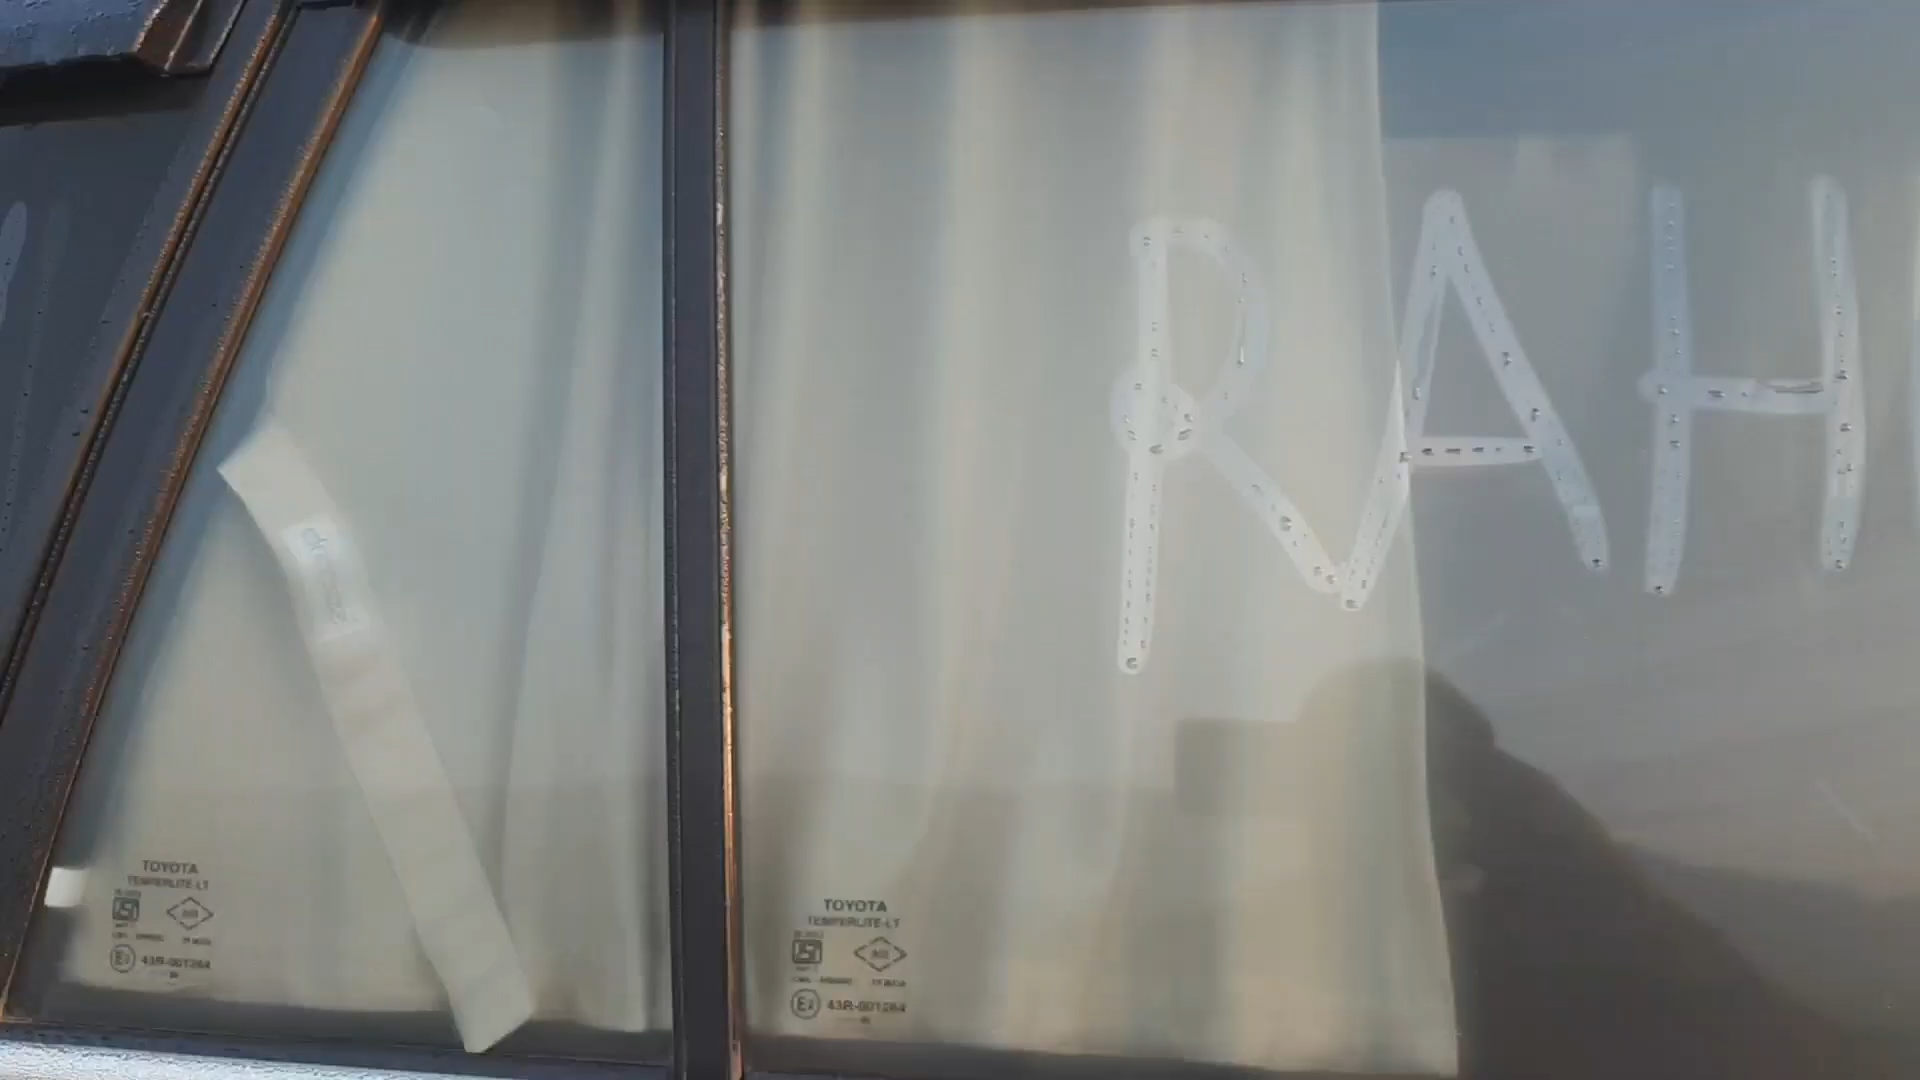 RAH
TOYOTA
TEMPERLITE-LT
43R-001264
TOYOTA
TEMPERLITE-LT
43R-001264